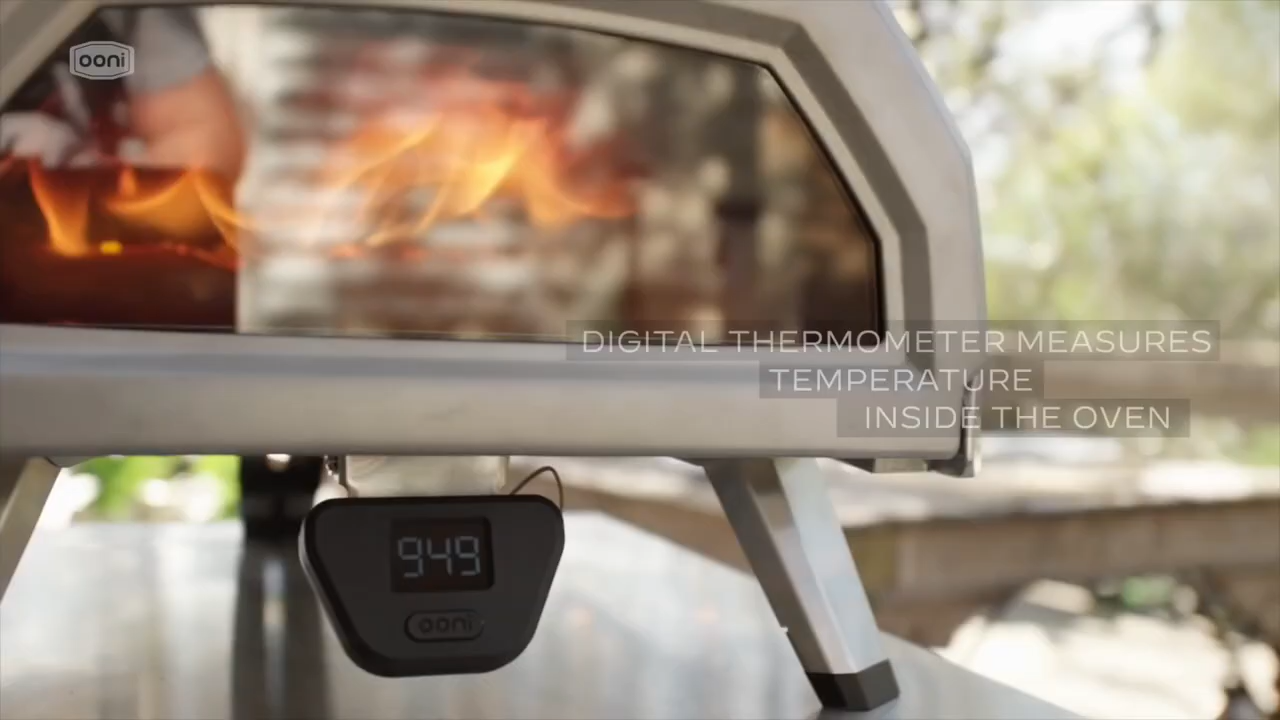 ooni
DIGITAL THERMOMETER MEASURES
TEMPERATURE
INSIDE THE OVEN
949
ooni